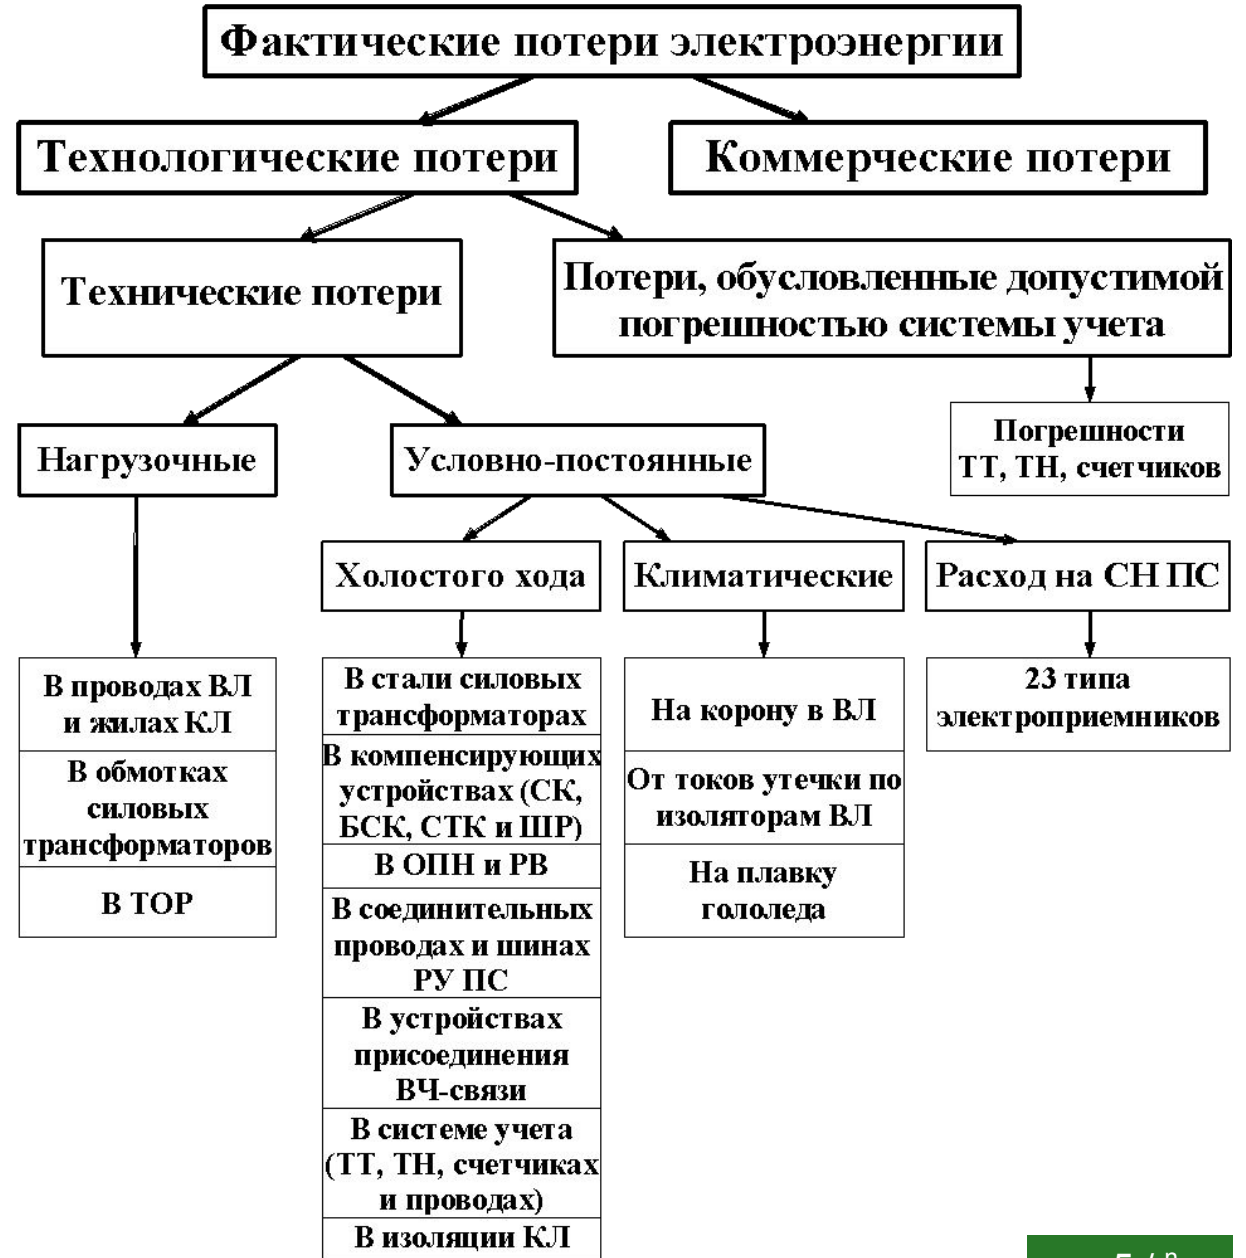 Фактические потери электроэнергии
Технологические потери
Коммерческие потери
Технические потери
Потери, обусловленные допустимой
погрешностью системы учета
Погрешности
ТТ, ТН, счетчиков
Нагрузочные
Условно-постоянные
Холостого хода
Климатические
Расход на СН ПС
В проводах ВЛ
и жилах КЛ
В обмотках
силовых
трансформаторов
В ТОР
В стали силовых
трансформаторах
В компенсирующих
устройствах (СК,
БСК, СТК и ШР)
В ОПН и РВ
В соединительных
проводах и шинах
РУ ПС
В устройствах
присоединения
ВЧ-связи
В системе учета
(ТТ, ТН, счетчиках
и проводах)
В изоляции КЛ
На корону в ВЛ
От токов утечки по
изоляторам ВЛ
На плавку
гололеда
23 типа
электроприемников